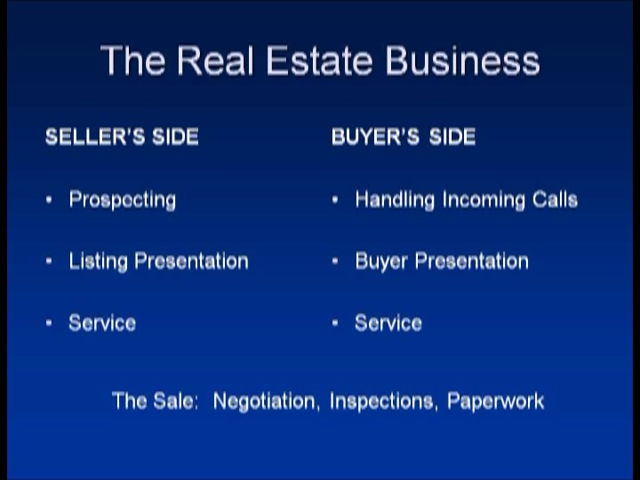 The Real Estate Business
SELLER'S SIDE
BUYER'S SIDE
• Prospecting
• Handling Incoming Calls
• Listing Presentation
• Buyer Presentation
• Service
• Service
The Sale: Negotiation, Inspections, Paperwork